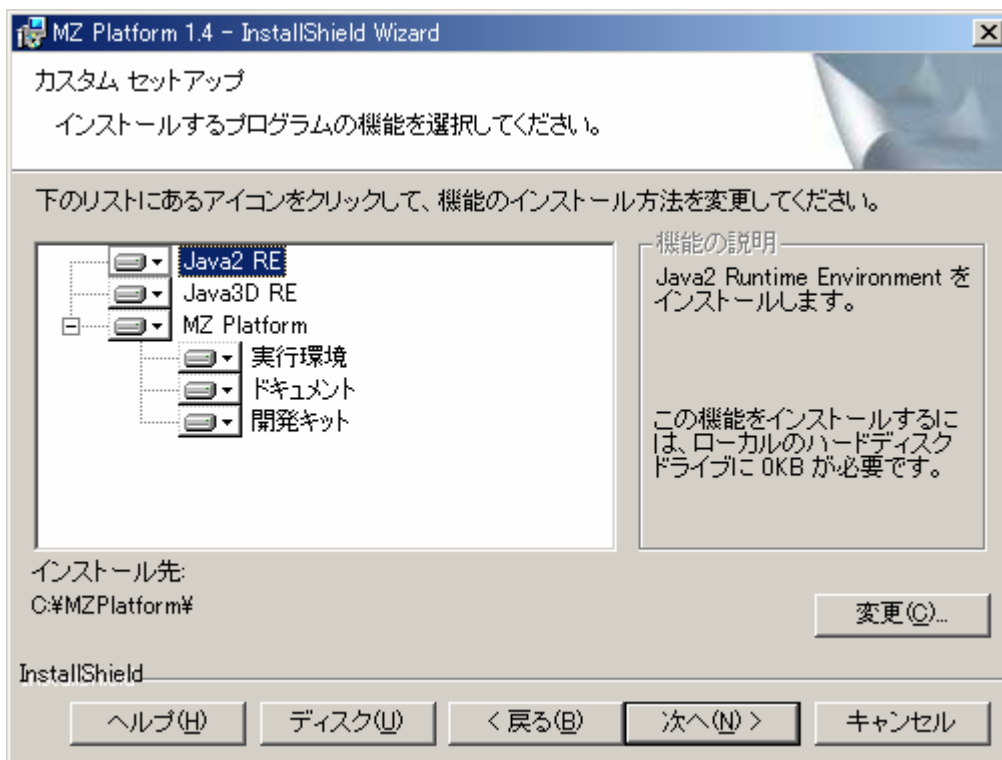 MZ Platform 1.4 - InstallShield Wizard
カスタム セットアップ
インストールするプログラムの機能を選択してください。
下のリストにあるアイコンをクリックして、機能のインストール方法を変更してください。
Java2 RE
Java3D RE
MZ Platform
実行環境
ドキュメント
開発キット
機能の説明
Java2 Runtime Environment を
インストールします。
この機能をインストールするに
は、ローカルのハードディスク
ドライブに 0KB が必要です。
インストール先:
C:¥MZPlatform¥
変更(C)...
InstallShield
ヘルプ(H)
ディスク(U)
< 戻る(B)
次へ(N) >
キャンセル